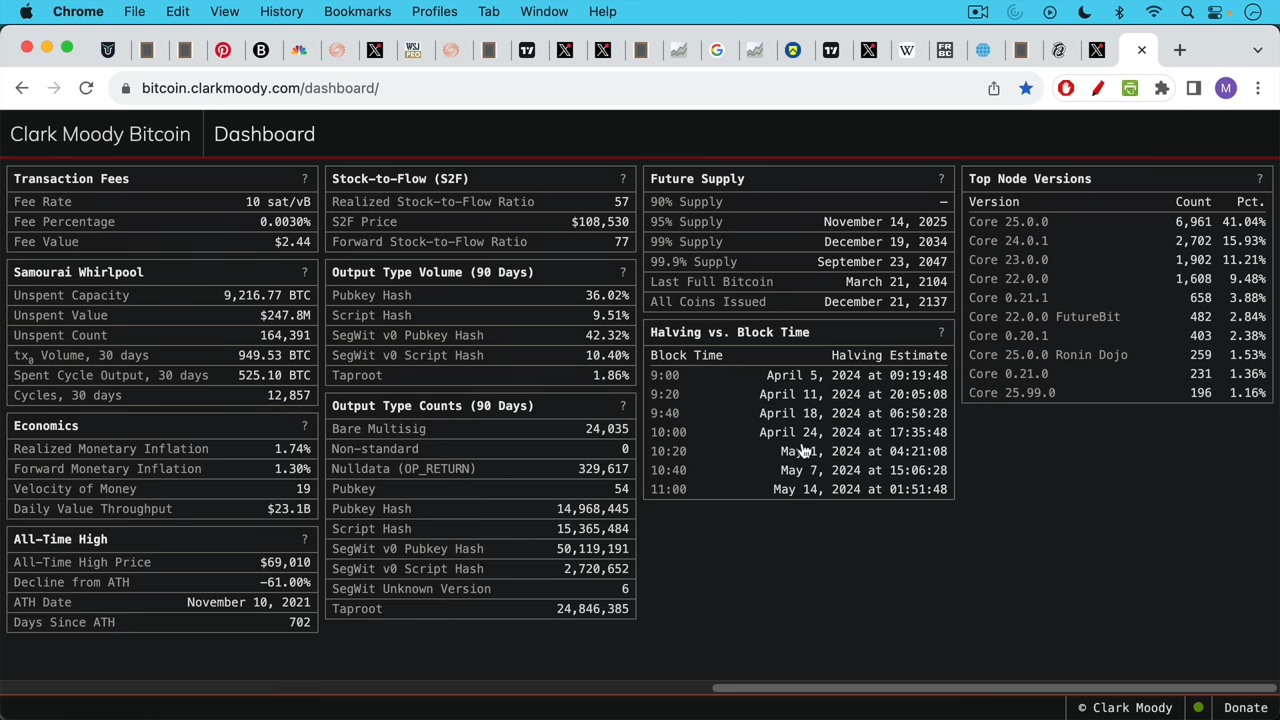 Chrome File Edit View History Bookmarks Profiles Tab Window Help
bitcoin.clarkmoody.com/dashboard/
Clark Moody Bitcoin Dashboard
Transaction Fees ?
Fee Rate 10 sat/vB
Fee Percentage 0.0030%
Fee Value $2.44
Samourai Whirlpool ?
Unspent Capacity 9,216.77 BTC
Unspent Value $247.8M
Unspent Count 164,391
tx0 Volume, 30 days 949.53 BTC
Spent Cycle Output, 30 days 525.10 BTC
Cycles, 30 days 12,857
Economics ?
Realized Monetary Inflation 1.74%
Forward Monetary Inflation 1.30%
Velocity of Money 19
Daily Value Throughput $23.1B
All-Time High ?
All-Time High Price $69,010
Decline from ATH -61.00%
ATH Date November 10, 2021
Days Since ATH 702
Stock-to-Flow (S2F) ?
Realized Stock-to-Flow Ratio 57
S2F Price $108,530
Forward Stock-to-Flow Ratio 77
Output Type Volume (90 Days) ?
Pubkey Hash 36.02%
Script Hash 9.51%
SegWit v0 Pubkey Hash 42.32%
SegWit v0 Script Hash 10.40%
Taproot 1.86%
Output Type Counts (90 Days) ?
Bare Multisig 24,035
Non-standard 0
Nulldata (OP_RETURN) 329,617
Pubkey 54
Pubkey Hash 14,968,445
Script Hash 15,365,484
SegWit v0 Pubkey Hash 50,119,191
SegWit v0 Script Hash 2,720,652
SegWit Unknown Version 6
Taproot 24,846,385
Future Supply ?
90% Supply –
95% Supply November 14, 2025
99% Supply December 19, 2034
99.9% Supply September 23, 2047
Last Full Bitcoin March 21, 2104
All Coins Issued December 21, 2137
Halving vs. Block Time ?
Block Time Halving Estimate
9:00 April 5, 2024 at 09:19:48
9:20 April 11, 2024 at 20:05:08
9:40 April 18, 2024 at 06:50:28
10:00 April 24, 2024 at 17:35:48
10:20 May 1, 2024 at 04:21:08
10:40 May 7, 2024 at 15:06:28
11:00 May 14, 2024 at 01:51:48
Top Node Versions ?
Version Count Pct.
Core 25.0.0 6,961 41.04%
Core 24.0.1 2,702 15.93%
Core 23.0.0 1,902 11.21%
Core 22.0.0 1,608 9.48%
Core 0.21.1 658 3.88%
Core 22.0.0 FutureBit 482 2.84%
Core 0.20.1 403 2.38%
Core 25.0.0 Ronin Dojo 259 1.53%
Core 0.21.0 231 1.36%
Core 25.99.0 196 1.16%
© Clark Moody Donate